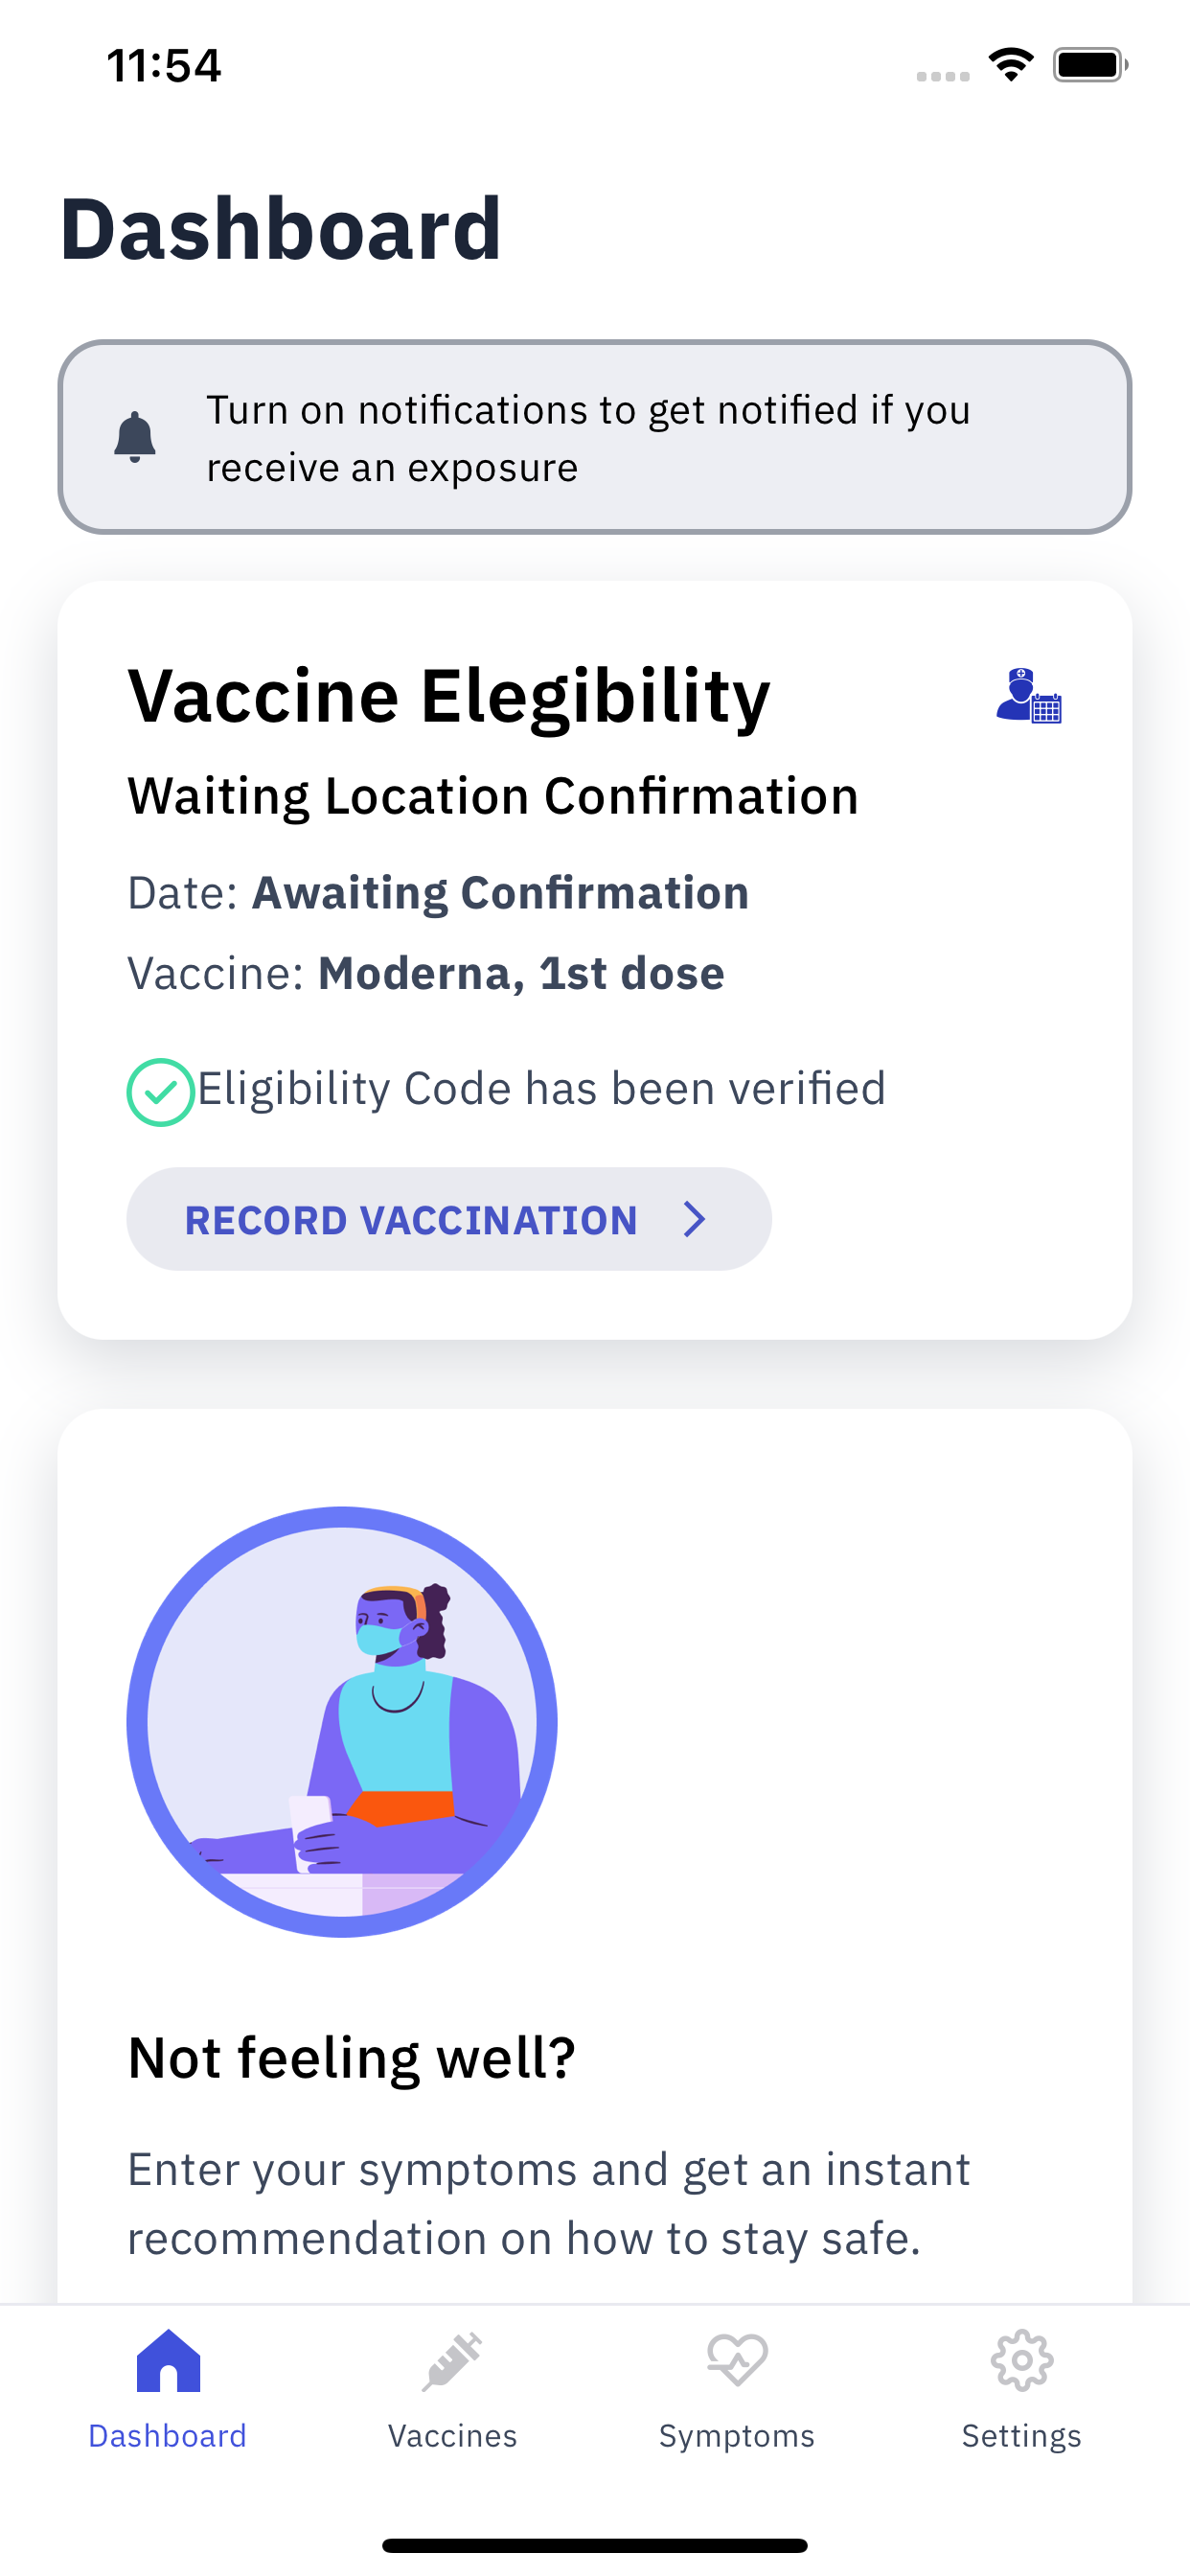 11:54
Dashboard
Turn on notifications to get notified if you
receive an exposure
Vaccine Elegibility
Waiting Location Confirmation
Date: Awaiting Confirmation
Vaccine: Moderna, 1st dose
Eligibility Code has been verified
RECORD VACCINATION
Not feeling well?
Enter your symptoms and get an instant
recommendation on how to stay safe.
Dashboard Vaccines Symptoms Settings